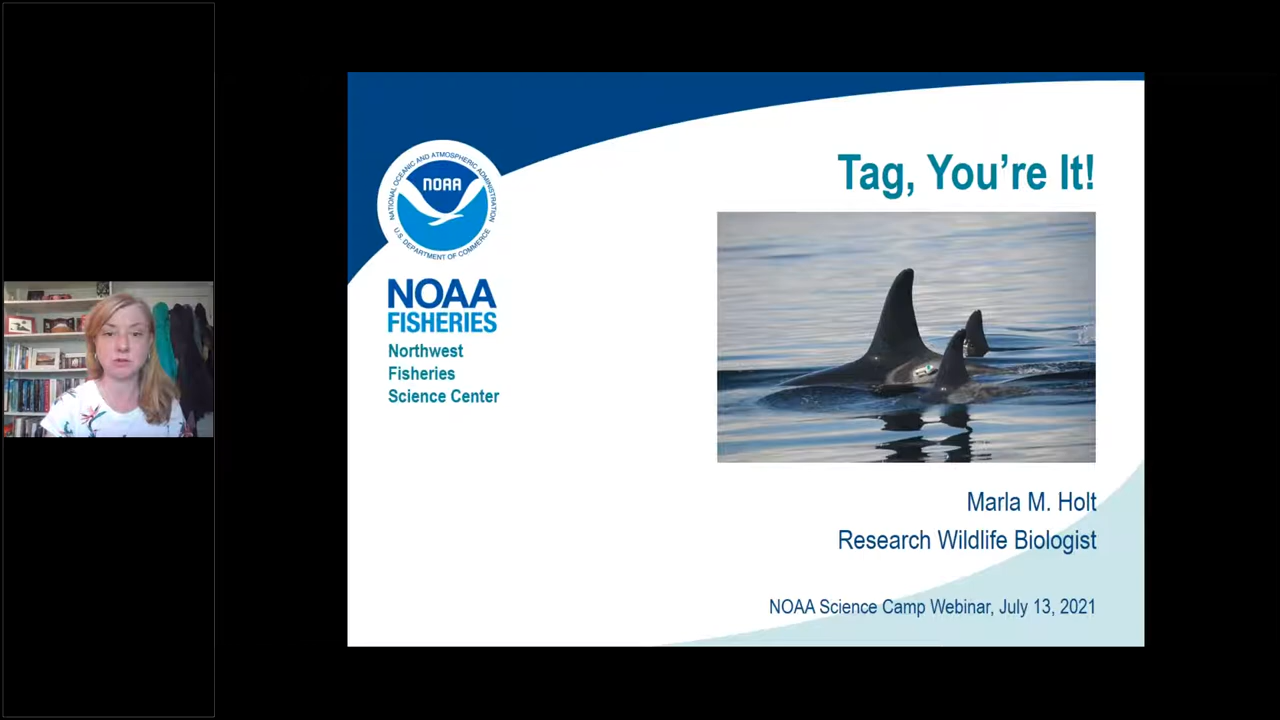 Tag, You're It!
NATIONAL OCEANIC AND ATMOSPHERIC ADMINISTRATION
NOAA
U.S. DEPARTMENT OF COMMERCE
NOAA
FISHERIES
Northwest
Fisheries
Science Center
Marla M. Holt
Research Wildlife Biologist
NOAA Science Camp Webinar, July 13, 2021